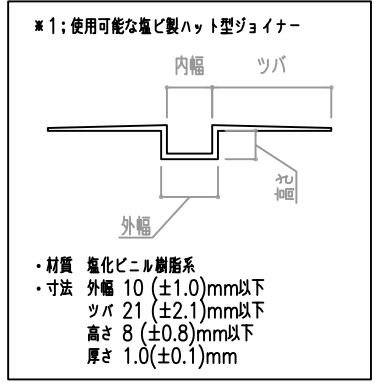 ※1;使用可能な塩ビ製ハット型ジョイナー
内幅 ツバ
高さ
外幅
・材質 塩化ビニル樹脂系
・寸法 外幅 10 (±1.0)mm以下
ツバ 21 (±2.1)mm以下
高さ 8 (±0.8)mm以下
厚さ 1.0(±0.1)mm